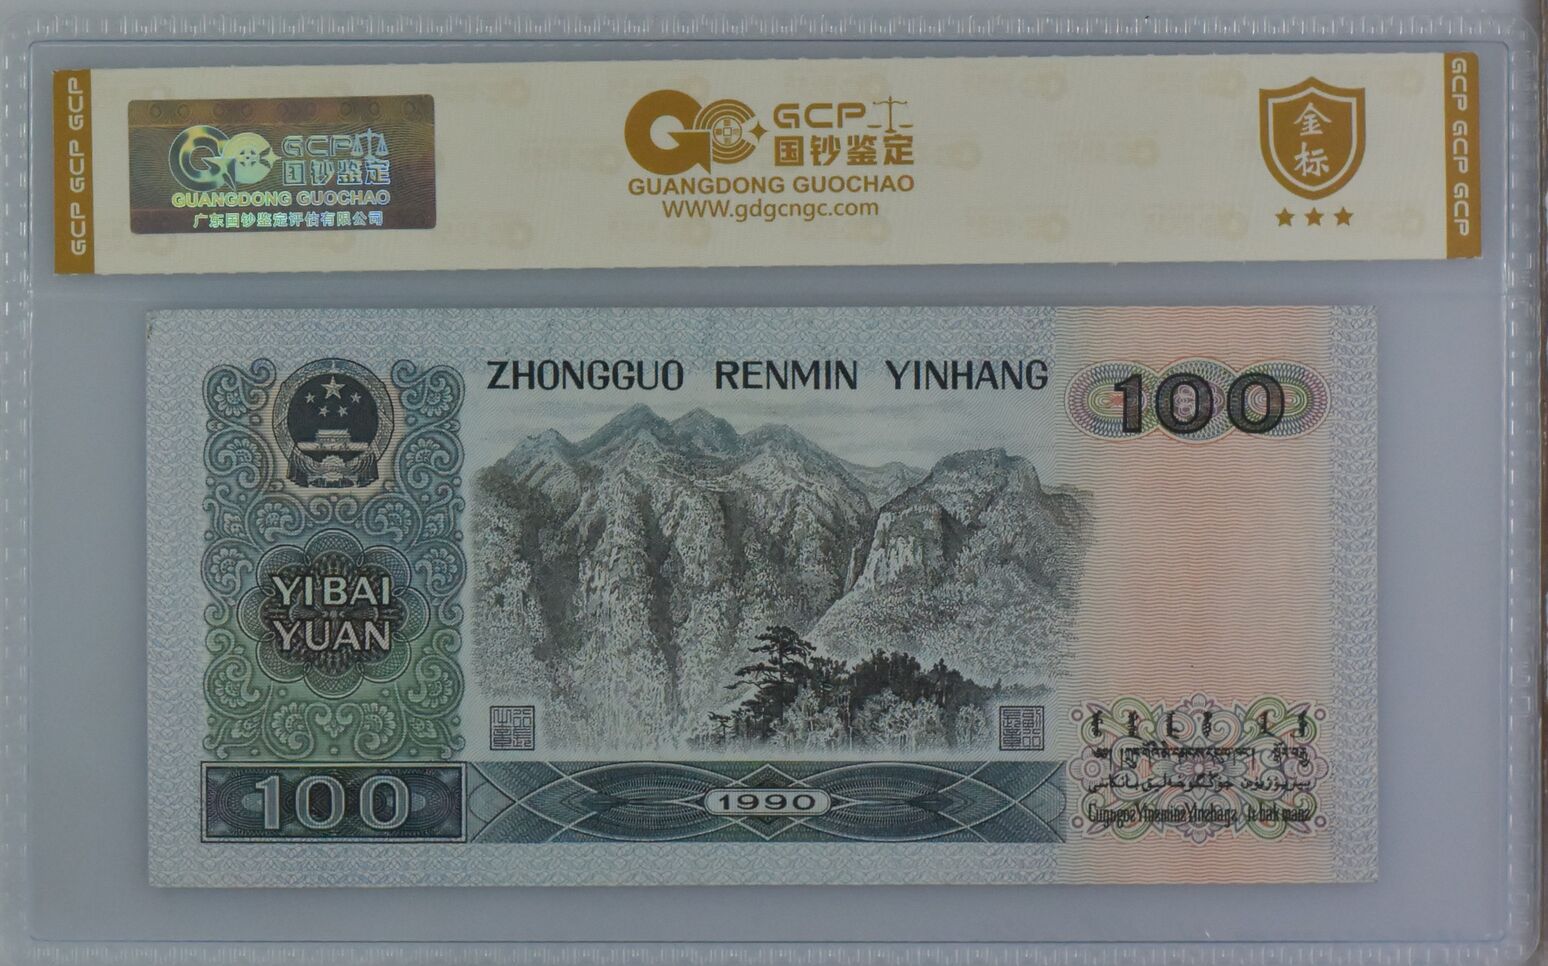 GCP GCP GCP
GCP
国钞鉴定
GUANGDONG GUOCHAO
广东国钞鉴定评估有限公司
GCP
国钞鉴定
GUANGDONG GUOCHAO
WWW.gdgcngc.com
金标
GCP GCP GCP
ZHONGGUO RENMIN YINHANG
100
YIBAI
YUAN
100
1990